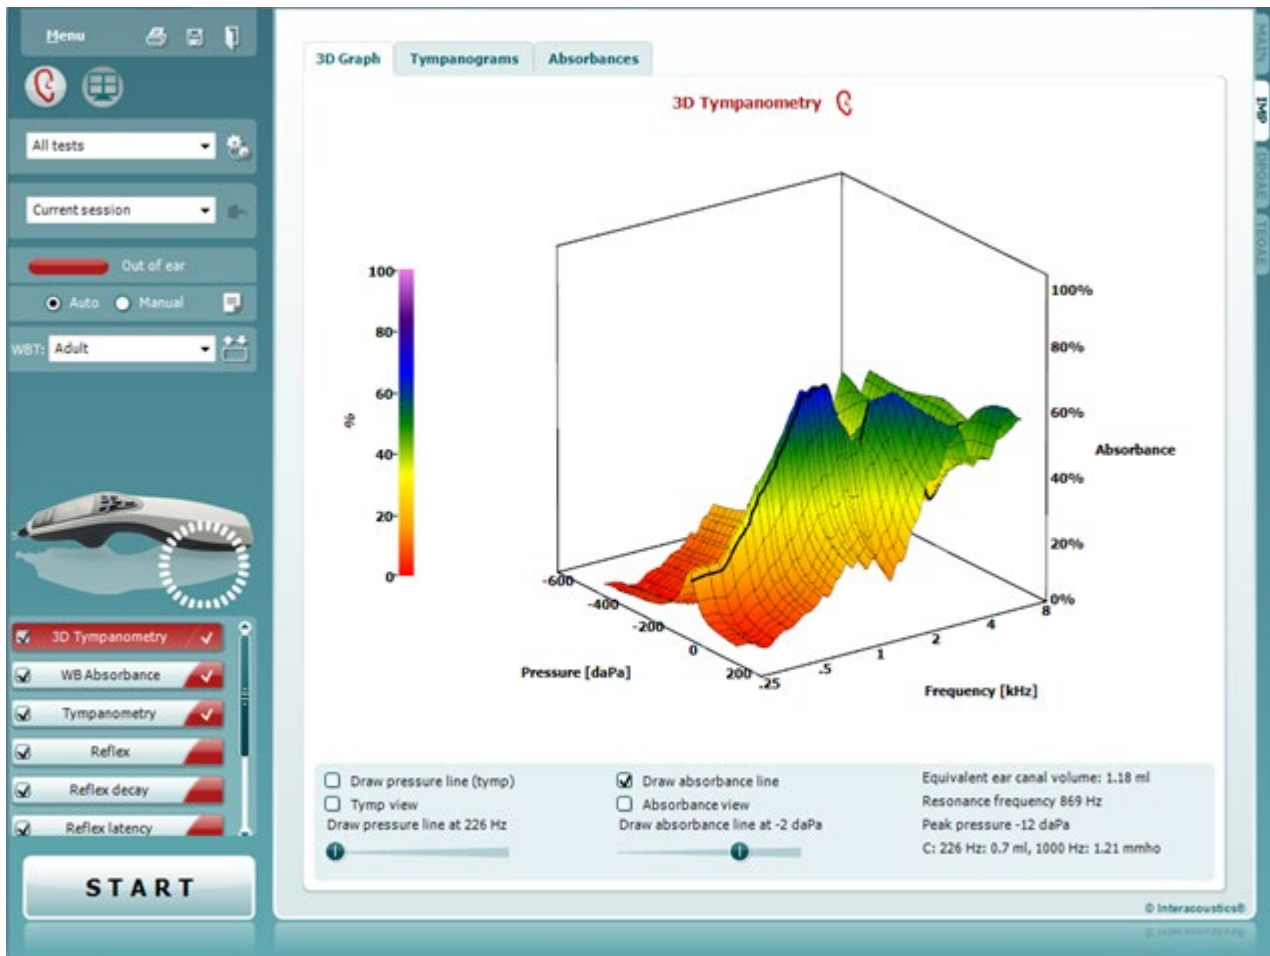 Menu
All tests
Current session
Out of ear
Auto Manual
WBT: Adult
3D Tympanometry
WB Absorbance
Tympanometry
Reflex
Reflex decay
Reflex latency
START
3D Graph Tympanograms Absorbances
3D Tympanometry
100
80
60
40
20
0
%
100%
80%
60%
40%
20%
0%
Absorbance
-600
-400
-200
0
200
Pressure [daPa]
.25 .5 1 2 4 8
Frequency [kHz]
Draw pressure line (tymp)
Tymp view
Draw pressure line at 226 Hz
Draw absorbance line
Absorbance view
Draw absorbance line at -2 daPa
Equivalent ear canal volume: 1.18 ml
Resonance frequency 869 Hz
Peak pressure -12 daPa
C: 226 Hz: 0.7 ml, 1000 Hz: 1.21 mmho
© Interacoustics®
MAIN
IMP
DPOAE
TEOAE